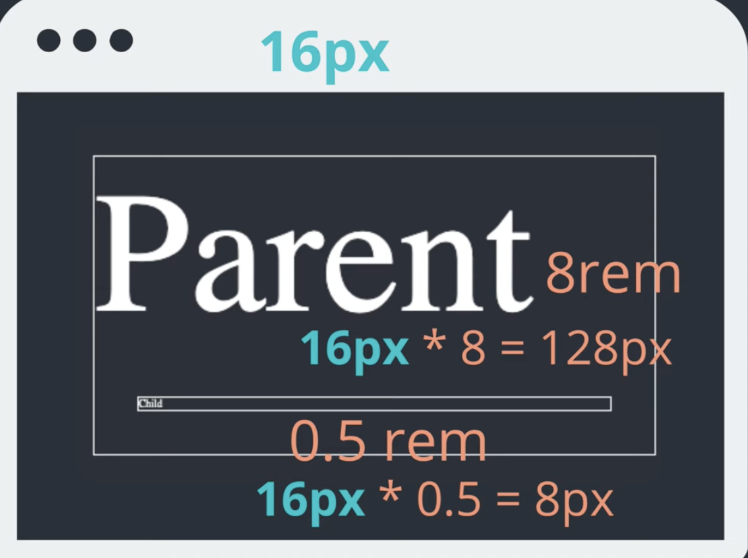 16px
Parent 8rem
16px * 8 = 128px
Child
0.5 rem
16px * 0.5 = 8px